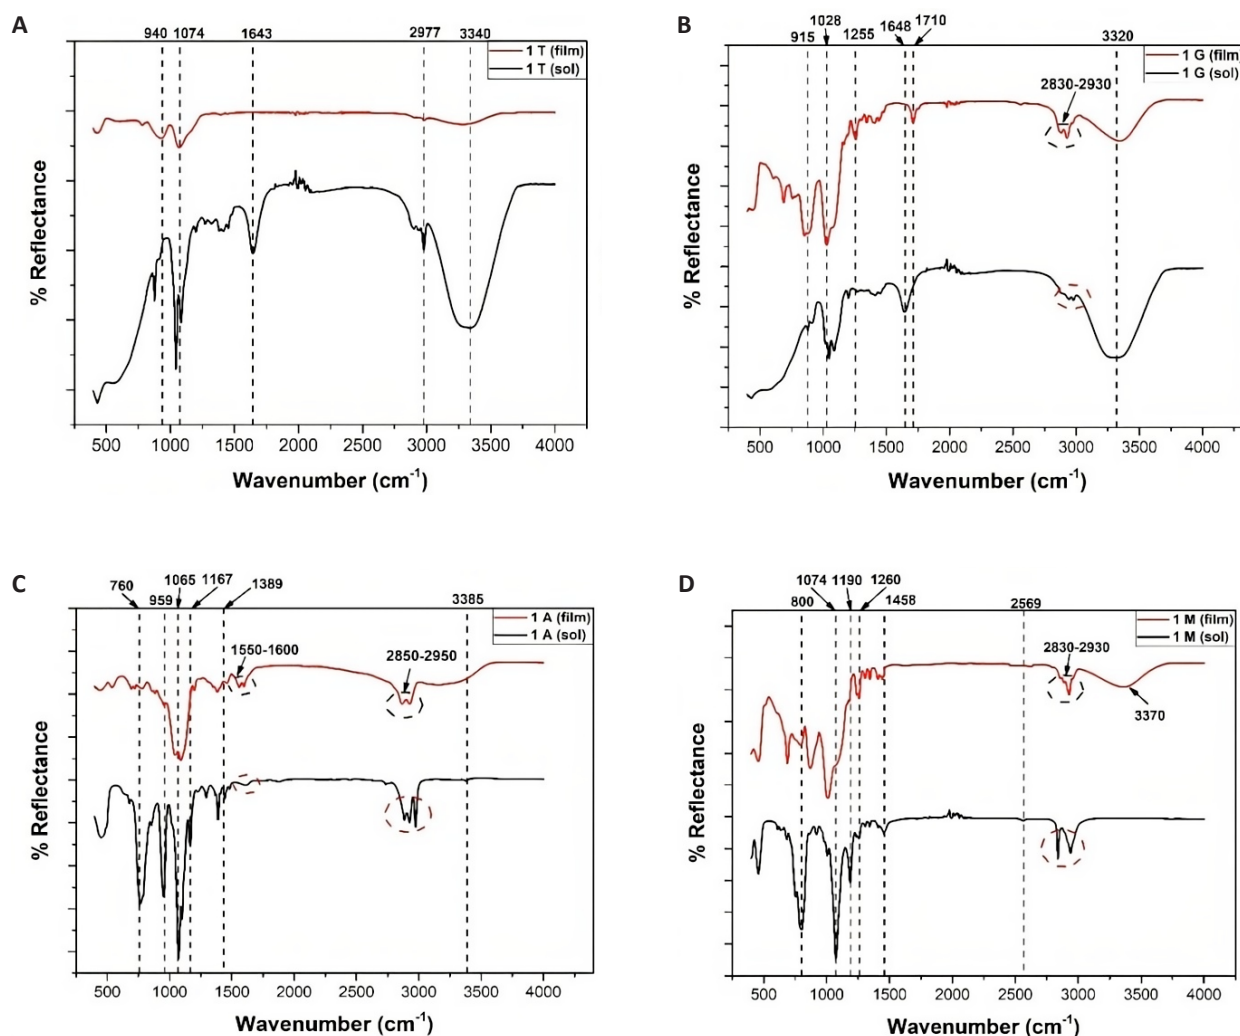 A
940 1074 1643 2977 3340
1 T (film)
1 T (sol)
% Reflectance
500 1000 1500 2000 2500 3000 3500 4000
Wavenumber (cm-1)
B
915 1028 1255 1648 1710 3320
1 G (film)
1 G (sol)
2830-2930
% Reflectance
500 1000 1500 2000 2500 3000 3500 4000
Wavenumber (cm-1)
C
760 959 1065 1167 1389 3385
1 A (film)
1 A (sol)
1550-1600 2850-2950
% Reflectance
500 1000 1500 2000 2500 3000 3500 4000
Wavenumber (cm-1)
D
800 1074 1190 1260 1458 2569
1 M (film)
1 M (sol)
2830-2930
3370
% Reflectance
500 1000 1500 2000 2500 3000 3500 4000
Wavenumber (cm-1)